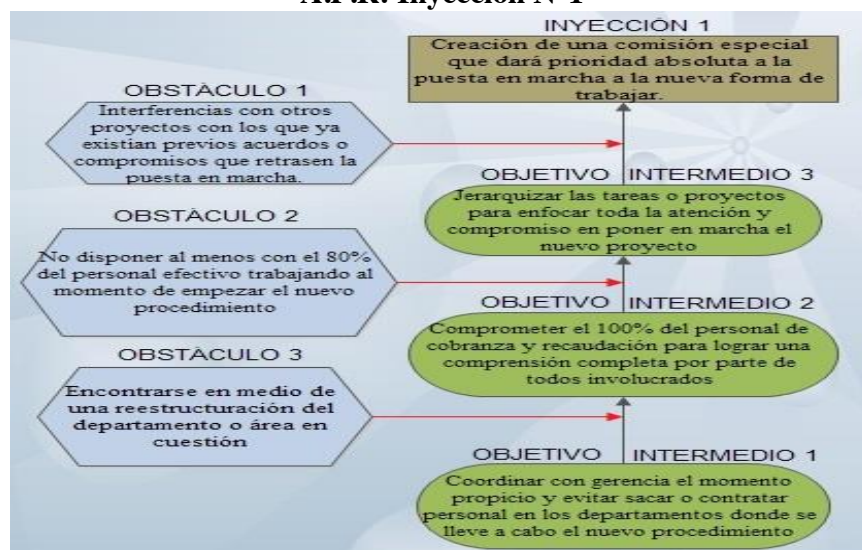 A.P.R. Inyección Nº1
INYECCIÓN 1
Creación de una comisión especial
que dará prioridad absoluta a la
puesta en marcha a la nueva forma de
trabajar.
OBSTÀCULO 1
Interferencias con otros
proyectos con los que ya
existían previos acuerdos o
compromisos que retrasen la
puesta en marcha.
OBJETIVO INTERMEDIO 3
Jerarquizar las tareas o proyectos
para enfocar toda la atención y
compromiso en poner en marcha el
nuevo proyecto
OBSTÀCULO 2
No disponer al menos con el 80%
del personal efectivo trabajando al
momento de empezar el nuevo
procedimiento
OBJETIVO INTERMEDIO 2
Comprometer el 100% del personal de
cobranza y recaudación para lograr una
comprensión completa por parte de
todos involucrados
OBSTÀCULO 3
Encontrarse en medio de
una reestructuración del
departamento o área en
cuestión
OBJETIVO INTERMEDIO 1
Coordinar con gerencia el momento
propicio y evitar sacar o contratar
personal en los departamentos donde se
lleve a cabo el nuevo procedimiento